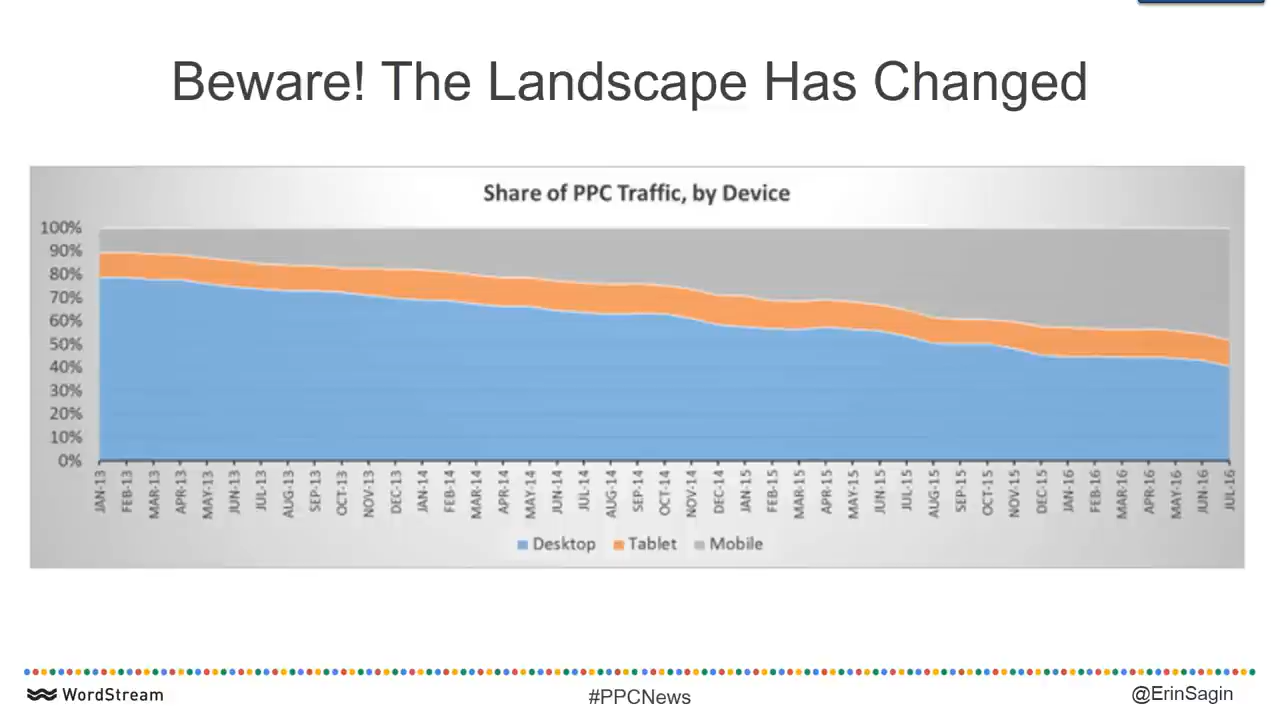 Beware! The Landscape Has Changed
Share of PPC Traffic, by Device
100%
90%
80%
70%
60%
50%
40%
30%
20%
10%
0%
JAN-13 FEB-13 MAR-13 APR-13 MAY-13 JUN-13 JUL-13 AUG-13 SEP-13 OCT-13 NOV-13 DEC-13 JAN-14 FEB-14 MAR-14 APR-14 MAY-14 JUN-14 JUL-14 AUG-14 SEP-14 OCT-14 NOV-14 DEC-14 JAN-15 FEB-15 MAR-15 APR-15 MAY-15 JUN-15 JUL-15 AUG-15 SEP-15 OCT-15 NOV-15 DEC-15 JAN-16 FEB-16 MAR-16 APR-16 MAY-16 JUN-16 JUL-16
Desktop Tablet Mobile
WordStream #PPCNews @ErinSagin